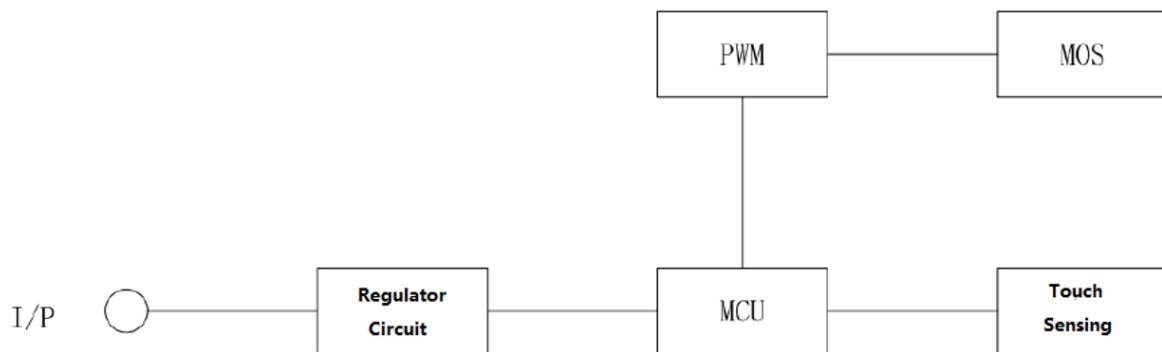 PWM
MOS
I/P
Regulator
Circuit
MCU
Touch
Sensing